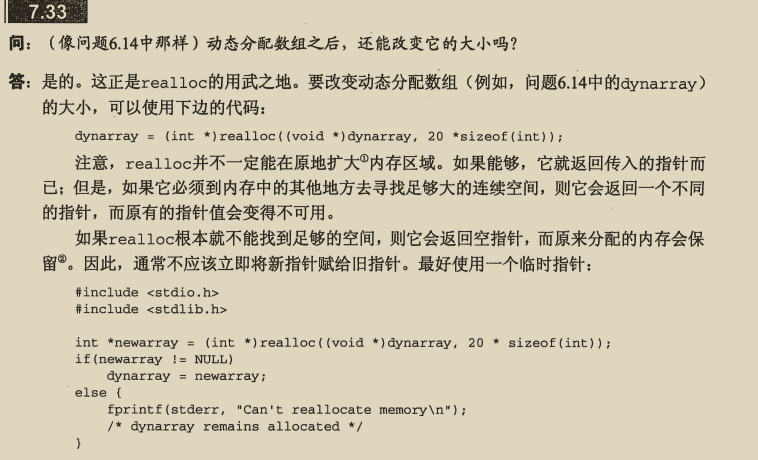 7.33
问：（像问题6.14中那样）动态分配数组之后，还能改变它的大小吗？
答：是的。这正是realloc的用武之地。要改变动态分配数组（例如，问题6.14中的dynarray）
的大小，可以使用下边的代码：
dynarray = (int *)realloc((void *)dynarray, 20 *sizeof(int));
注意，realloc并不一定能在原地扩大①内存区域。如果能够，它就返回传入的指针而
已；但是，如果它必须到内存中的其他地方去寻找足够大的连续空间，则它会返回一个不同
的指针，而原有的指针值会变得不可用。
如果realloc根本就不能找到足够的空间，则它会返回空指针，而原来分配的内存会保
留②。因此，通常不应该立即将新指针赋给旧指针。最好使用一个临时指针：
#include <stdio.h>
#include <stdlib.h>
int *newarray = (int *)realloc((void *)dynarray, 20 * sizeof(int));
if(newarray != NULL)
dynarray = newarray;
else {
fprintf(stderr, "Can't reallocate memory\n");
/* dynarray remains allocated */
}